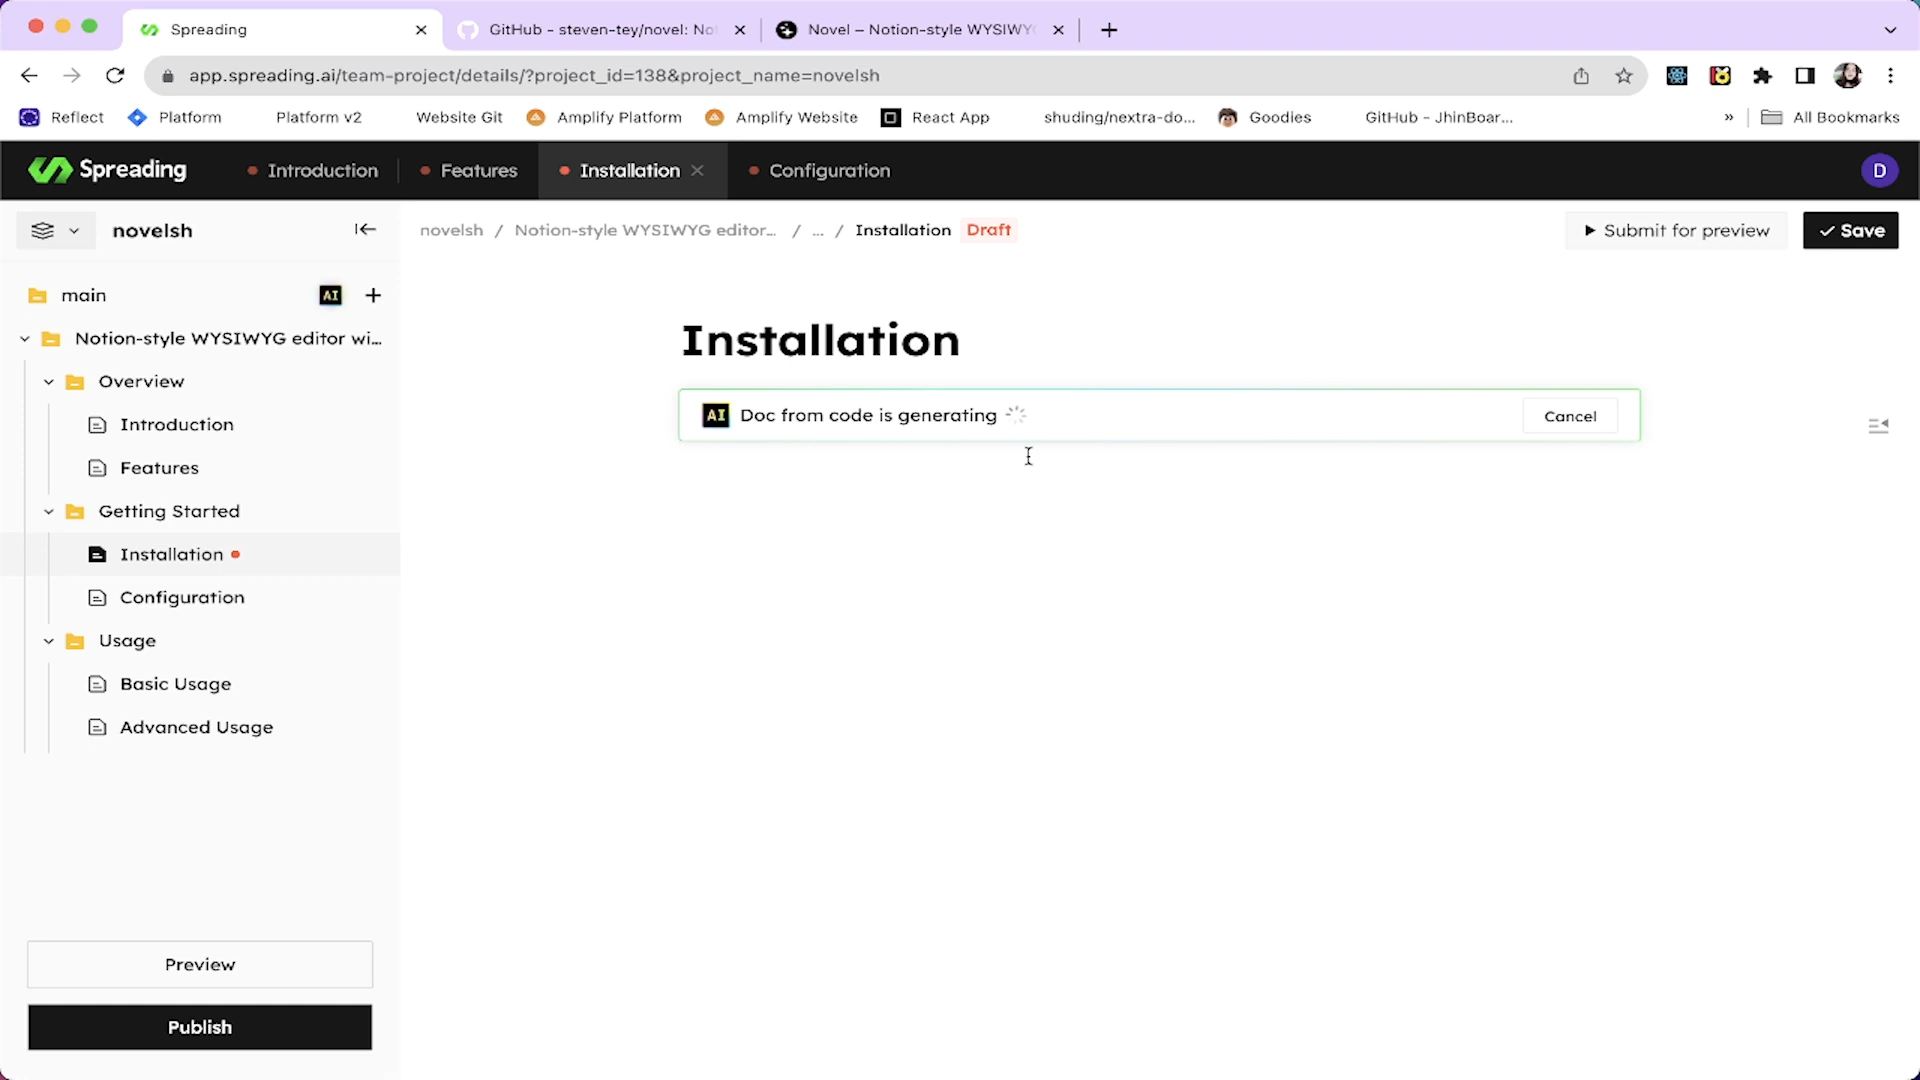 Spreading
GitHub - steven-tey/novel: No
Novel – Notion-style WYSIWY
app.spreading.ai/team-project/details/?project_id=138&project_name=novelsh
Reflect
Platform
Platform v2
Website Git
Amplify Platform
Amplify Website
React App
shuding/nextra-do...
Goodies
GitHub - JhinBoar...
»
All Bookmarks
Spreading
Introduction
Features
Installation
Configuration
D
novelsh
novelsh / Notion-style WYSIWYG editor... / ... / Installation Draft
Submit for preview
Save
main
AI
Notion-style WYSIWYG editor wi...
Overview
Introduction
Features
Getting Started
Installation
Configuration
Usage
Basic Usage
Advanced Usage
Preview
Publish
Installation
AI Doc from code is generating
Cancel